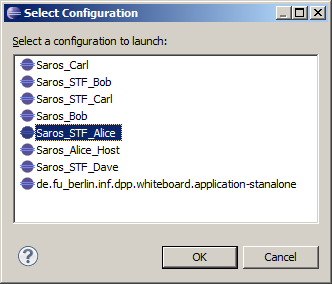 Select Configuration
Select a configuration to launch:
Saros_Carl
Saros_STF_Bob
Saros_STF_Carl
Saros_Bob
Saros_STF_Alice
Saros_Alice_Host
Saros_STF_Dave
de.fu_berlin.inf.dpp.whiteboard.application-stanalone
OK
Cancel